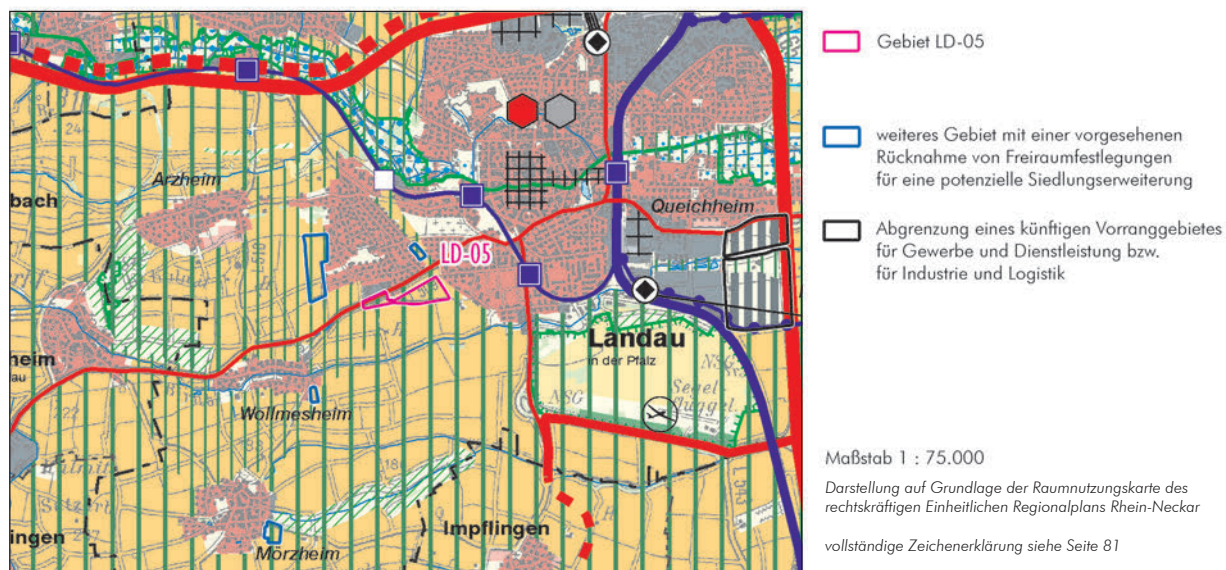 Gebiet LD-05
weiteres Gebiet mit einer vorgesehenen
Rücknahme von Freiraumfestlegungen
für eine potenzielle Siedlungserweiterung
Abgrenzung eines künftigen Vorranggebietes
für Gewerbe und Dienstleistung bzw.
für Industrie und Logistik
Maßstab 1 : 75.000
Darstellung auf Grundlage der Raumnutzungskarte des
rechtskräftigen Einheitlichen Regionalplans Rhein-Neckar
vollständige Zeichenerklärung siehe Seite 81
Arzheim
bach
Queichheim
LD-05
Landau
in der Pfalz
heim
au
NSG
NSG
Segel
Wollmesheim
Impflingen
ingen
Mörzheim